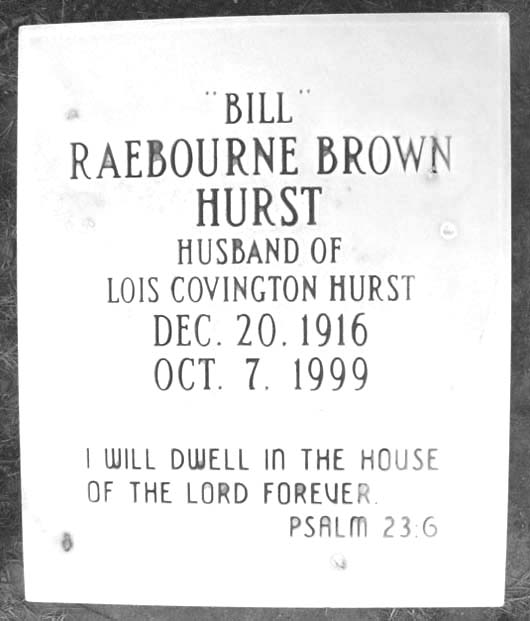 "BILL"
RAEBOURNE BROWN
HURST
HUSBAND OF
LOIS COVINGTON HURST
DEC. 20. 1916
OCT. 7. 1999
I WILL DWELL IN THE HOUSE
OF THE LORD FOREVER.
PSALM 23:6